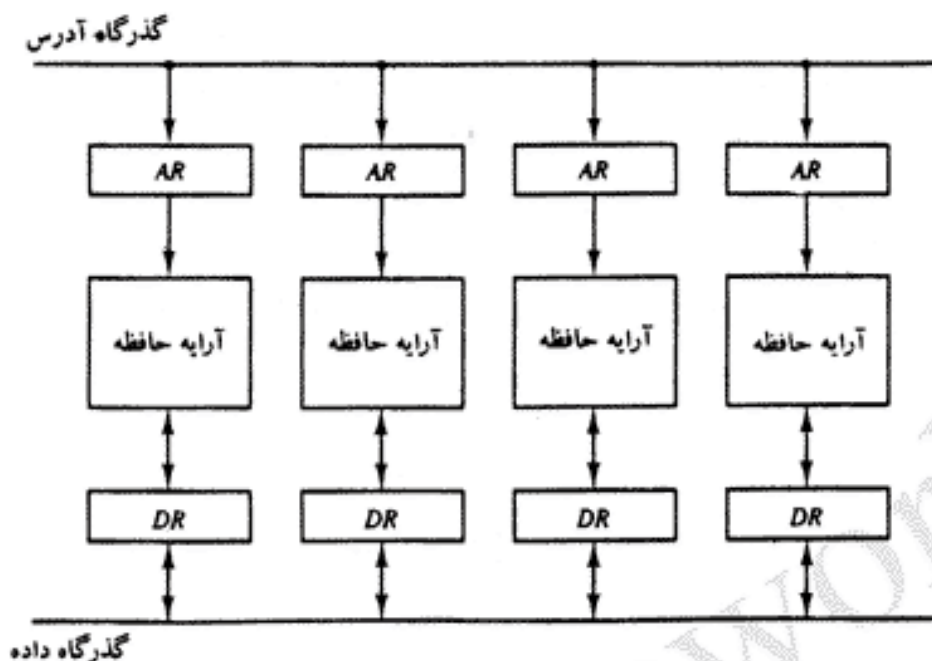 گذرگاه آدرس
AR AR AR AR
آرایه حافظه آرایه حافظه آرایه حافظه آرایه حافظه
DR DR DR DR
گذرگاه داده